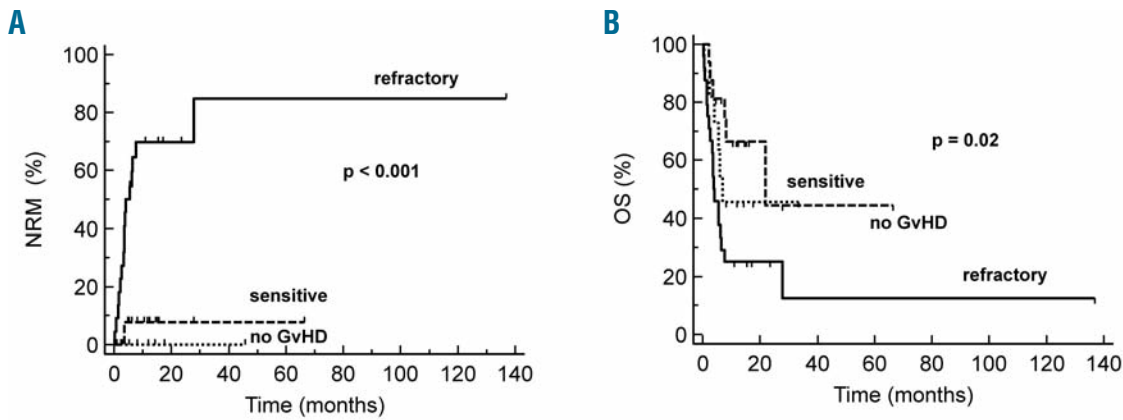 A
NRM (%)
100
80
60
40
20
0
refractory
p < 0.001
sensitive
no GvHD
0 20 40 60 80 100 120 140
Time (months)
B
OS (%)
100
80
60
40
20
0
p = 0.02
sensitive
no GvHD
refractory
0 20 40 60 80 100 120 140
Time (months)